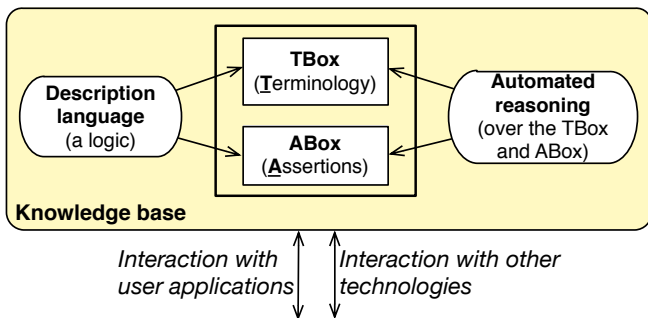 TBox
(Terminology)
Description
language
(a logic)
Automated
reasoning
(over the TBox
and ABox)
ABox
(Assertions)
Knowledge base
Interaction with
user applications
Interaction with other
technologies